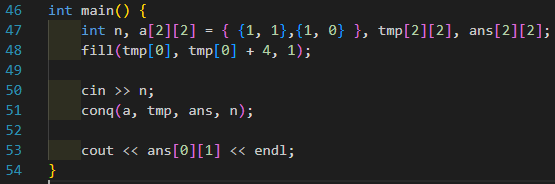 46 int main() {
47 int n, a[2][2] = { {1, 1},{1, 0} }, tmp[2][2], ans[2][2];
48 fill(tmp[0], tmp[0] + 4, 1);
49
50 cin >> n;
51 conq(a, tmp, ans, n);
52
53 cout << ans[0][1] << endl;
54 }